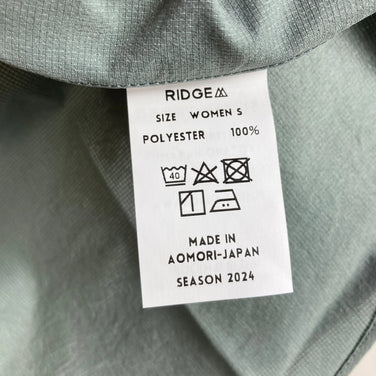 RIDGE
SIZE WOMEN S
POLYESTER 100%
40
MADE IN
AOMORI-JAPAN
SEASON 2024